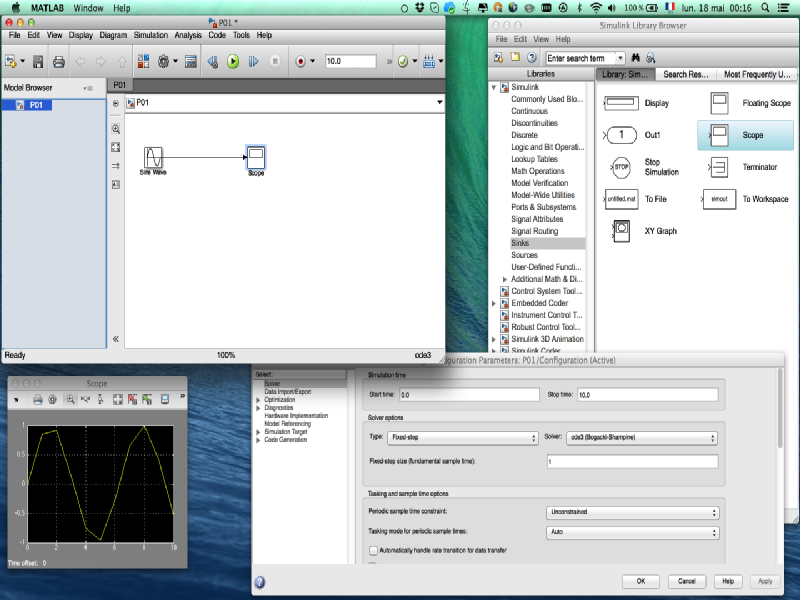 MATLAB Window Help
100 % lun. 18 mai 00:16
P01 *
File Edit View Display Diagram Simulation Analysis Code Tools Help
10.0 »
Model Browser
P01
P01
P01
Sine Wave
Scope
«
Ready 100% ode3
Simulink Library Browser
File Edit View Help
Enter search term
Libraries
Library: Sim... Search Res... Most Frequently U...
Simulink
Commonly Used Blo...
Continuous
Discontinuities
Discrete
Logic and Bit Operati...
Lookup Tables
Math Operations
Model Verification
Model-Wide Utilities
Ports & Subsystems
Signal Attributes
Signal Routing
Sinks
Sources
User-Defined Functi...
Additional Math & Di...
Control System Tool...
Embedded Coder
Instrument Control T...
Robust Control Tool...
Simulink 3D Animation
Simulink Coder
Display
Floating Scope
1
Out1
Scope
STOP
Stop
Simulation
Terminator
untitled.mat
To File
simout
To Workspace
XY Graph
Scope
»
1
0.5
0
-0.5
-1
0 2 4 6 8 10
Time offset: 0
guration Parameters: P01/Configuration (Active)
Select:
Solver
Data Import/Export
Optimization
Diagnostics
Hardware Implementation
Model Referencing
Simulation Target
Code Generation
Simulation time
Start time: 0.0 Stop time: 10.0
Solver options
Type: Fixed-step Solver: ode3 (Bogacki-Shampine)
Fixed-step size (fundamental sample time): 1
Tasking and sample time options
Periodic sample time constraint: Unconstrained
Tasking mode for periodic sample times: Auto
Automatically handle rate transition for data transfer
OK Cancel Help Apply